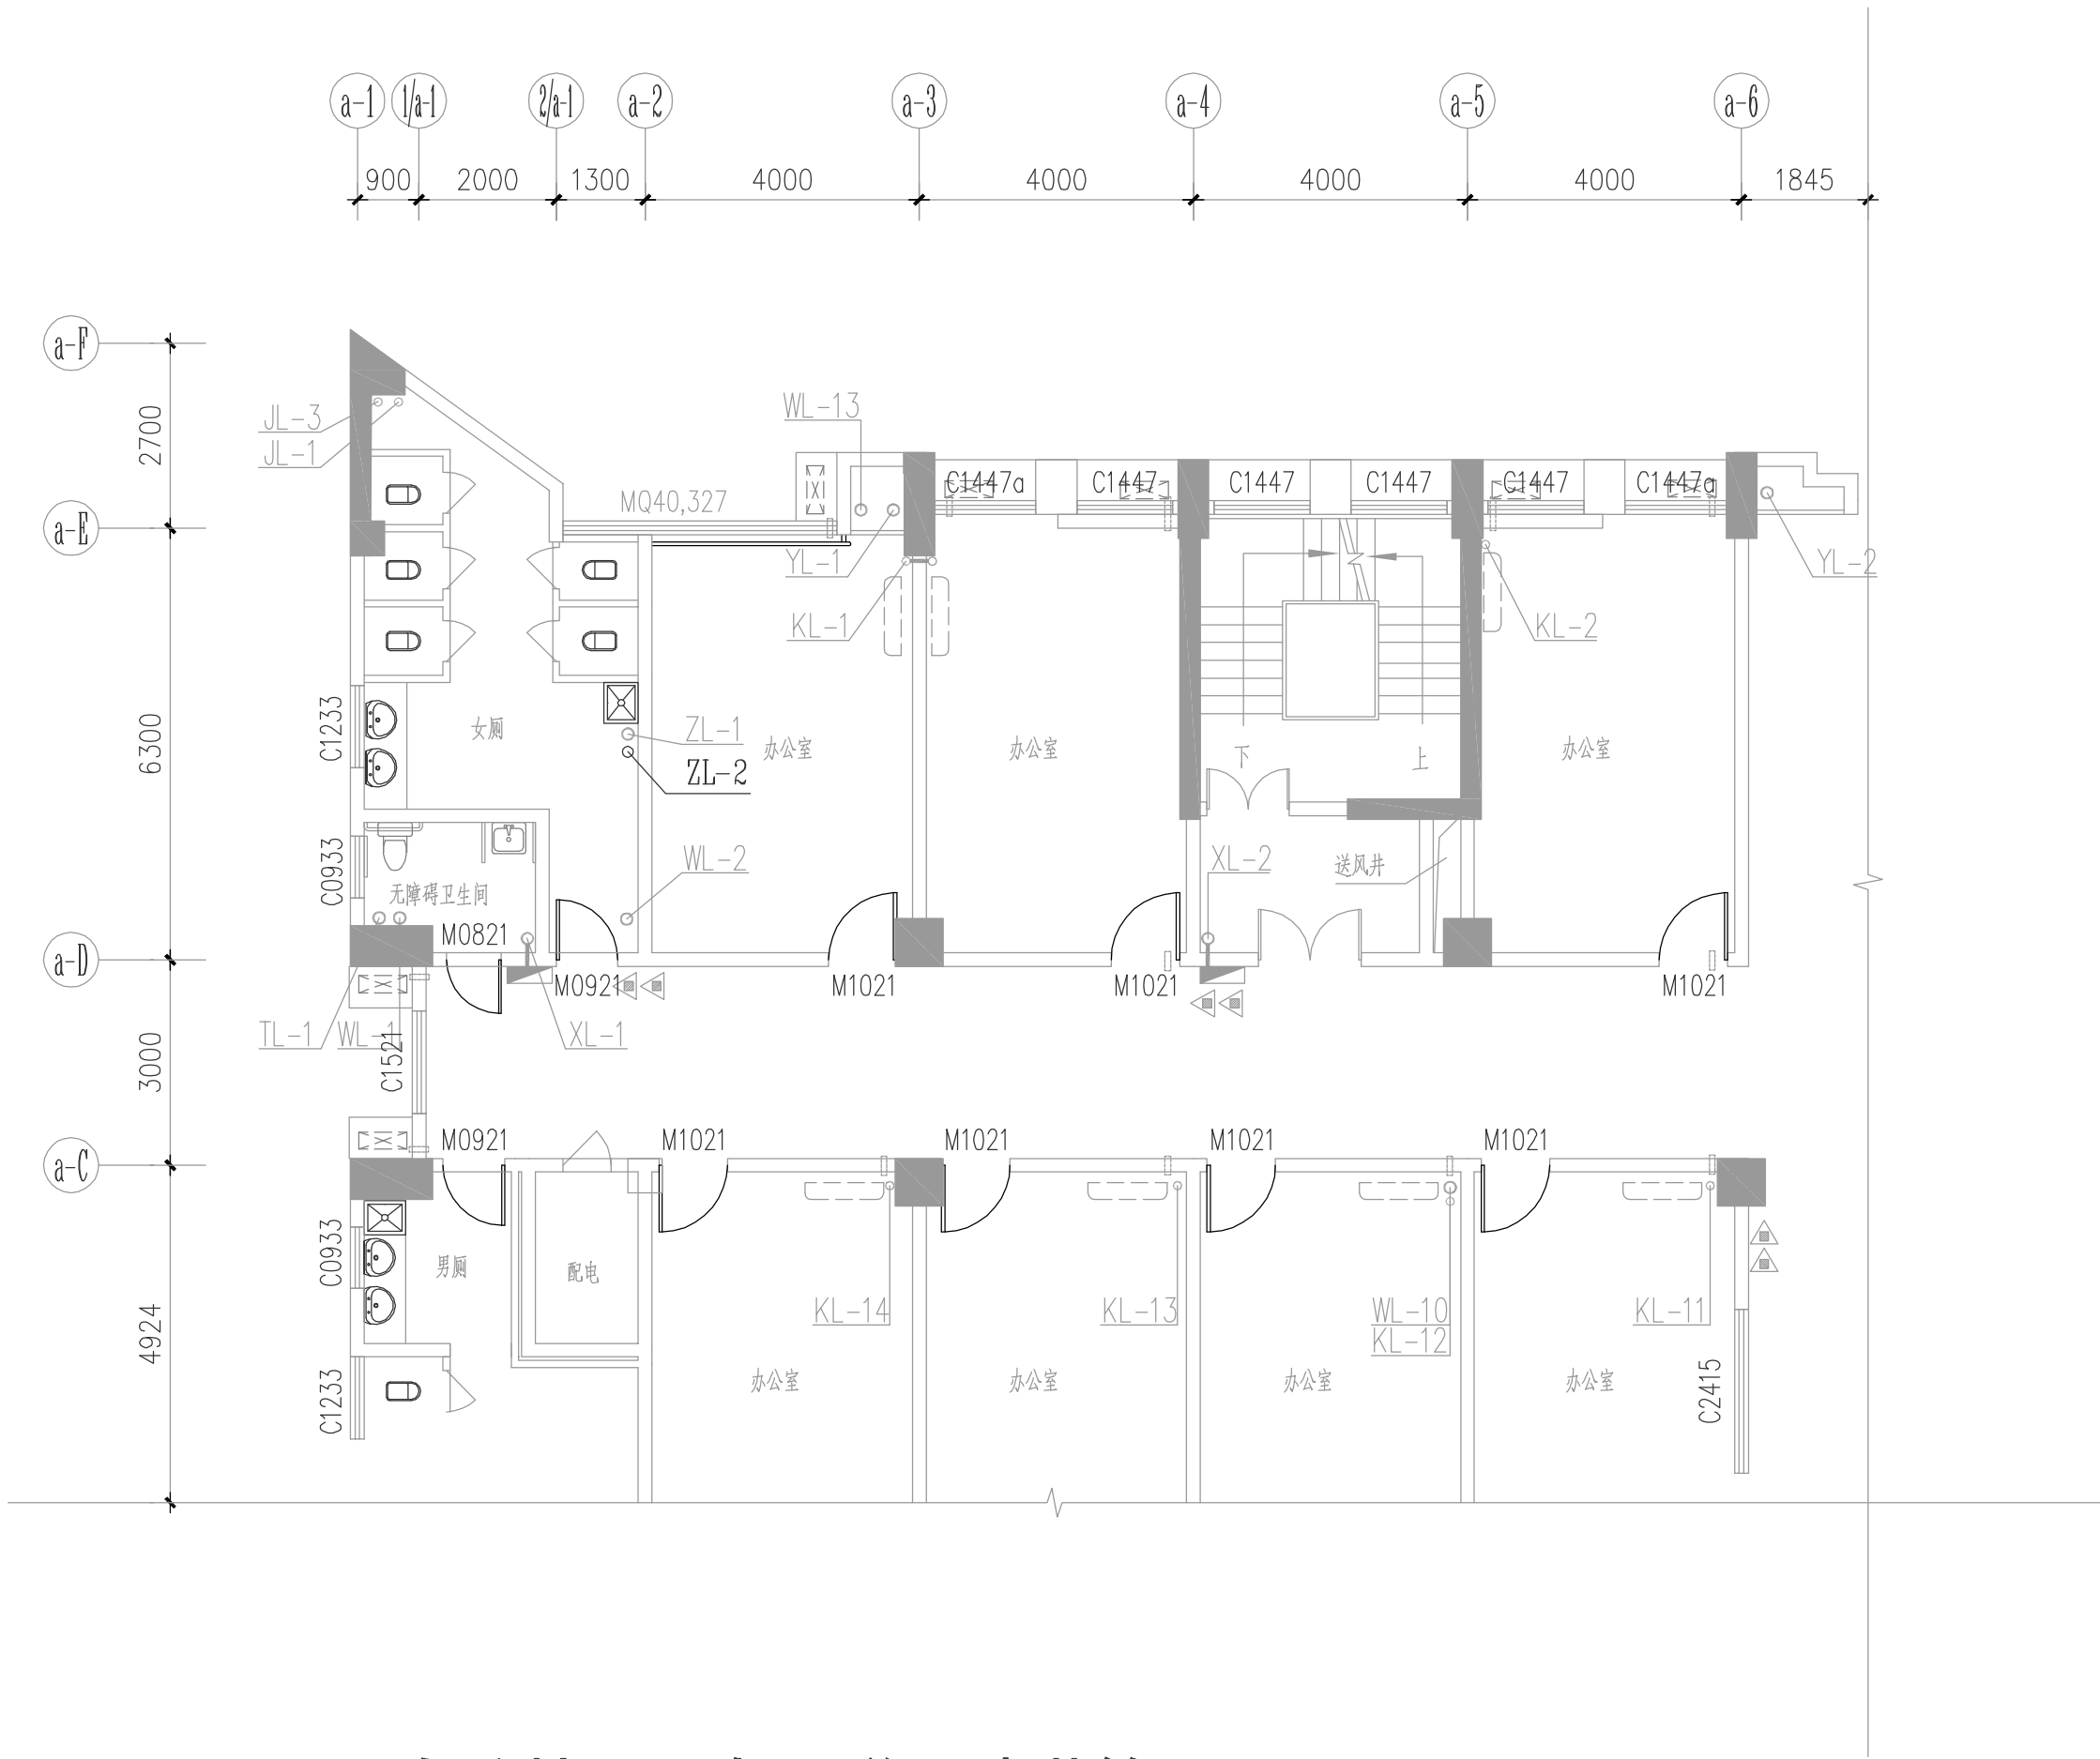 a-1 1/a-1 2/a-1 a-2 a-3 a-4 a-5 a-6
900 2000 1300 4000 4000 4000 4000 1845
a-F
2700
JL-3
JL-1
WL-13
MQ40,327
C1447a C1447 C1447 C1447 C1447 C1447a
a-E
YL-1
YL-2
KL-1
KL-2
6300
C1233
女厕
ZL-1
ZL-2
办公室
办公室
下
上
办公室
C0933
无障碍卫生间
WL-2
XL-2
送风井
M0821
a-D
M0921
M1021
M1021
M1021
TL-1
WL-1
C1521
XL-1
3000
M0921
M1021
M1021
M1021
M1021
a-C
C0933
男厕
配电
4924
KL-14
KL-13
WL-10
KL-12
KL-11
C1233
办公室
办公室
办公室
办公室
C2415